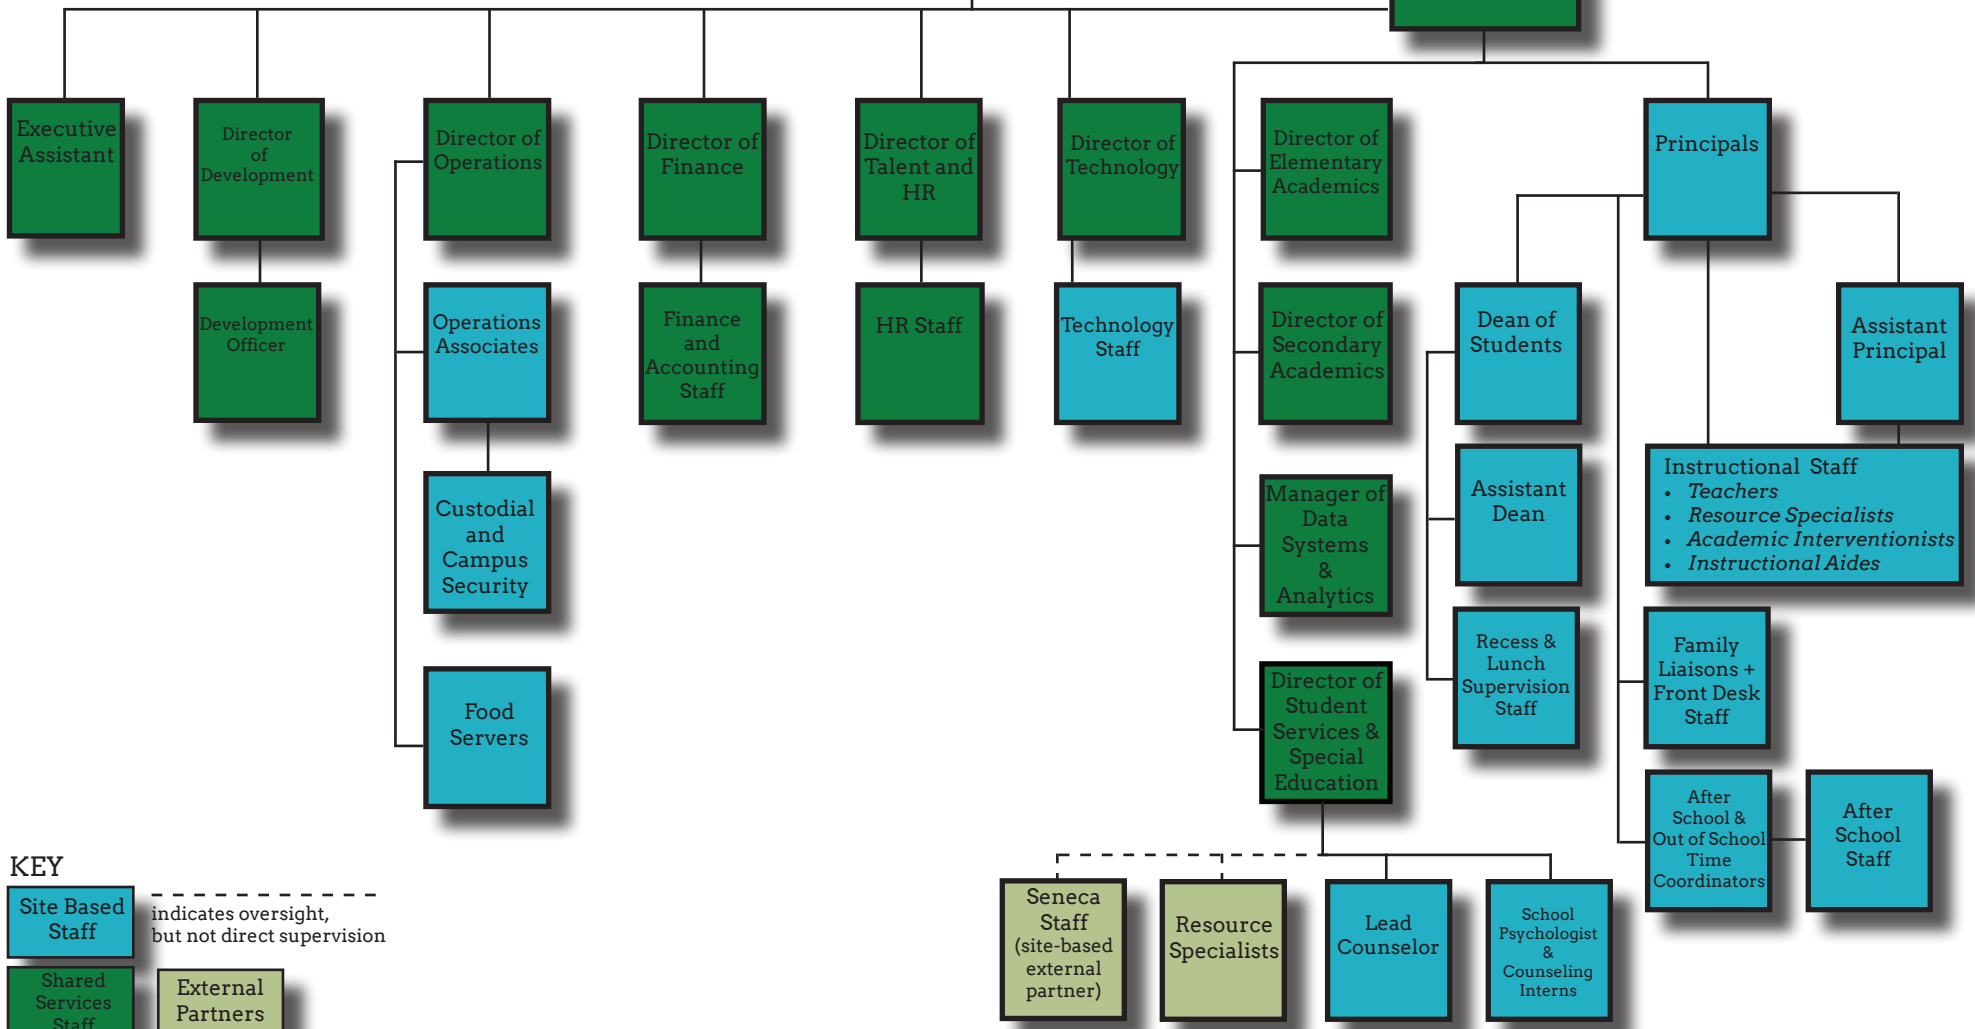 Executive
Assistant
Director
of
Development
Director of
Operations
Director of
Finance
Director of
Talent and
HR
Director of
Technology
Director of
Elementary
Academics
Principals
Development
Officer
Operations
Associates
Finance
and
Accounting
Staff
HR Staff
Technology
Staff
Director of
Secondary
Academics
Dean of
Students
Assistant
Principal
Custodial
and
Campus
Security
Manager of
Data
Systems
&
Analytics
Assistant
Dean
Instructional Staff
• Teachers
• Resource Specialists
• Academic Interventionists
• Instructional Aides
Food
Servers
Director of
Student
Services &
Special
Education
Recess &
Lunch
Supervision
Staff
Family
Liaisons +
Front Desk
Staff
After
School &
Out of School
Time
Coordinators
After
School
Staff
Seneca
Staff
(site-based
external
partner)
Resource
Specialists
Lead
Counselor
School
Psychologist
&
Counseling
Interns
KEY
Site Based
Staff
indicates oversight,
but not direct supervision
Shared
Services
Staff
External
Partners